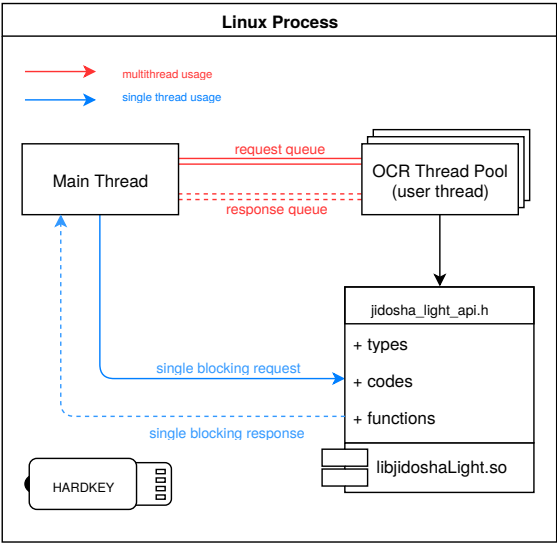 Linux Process
multithread usage
single thread usage
request queue
Main Thread
OCR Thread Pool
(user thread)
response queue
jidosha_light_api.h
+ types
single blocking request
+ codes
+ functions
single blocking response
libjidoshaLight.so
HARDKEY